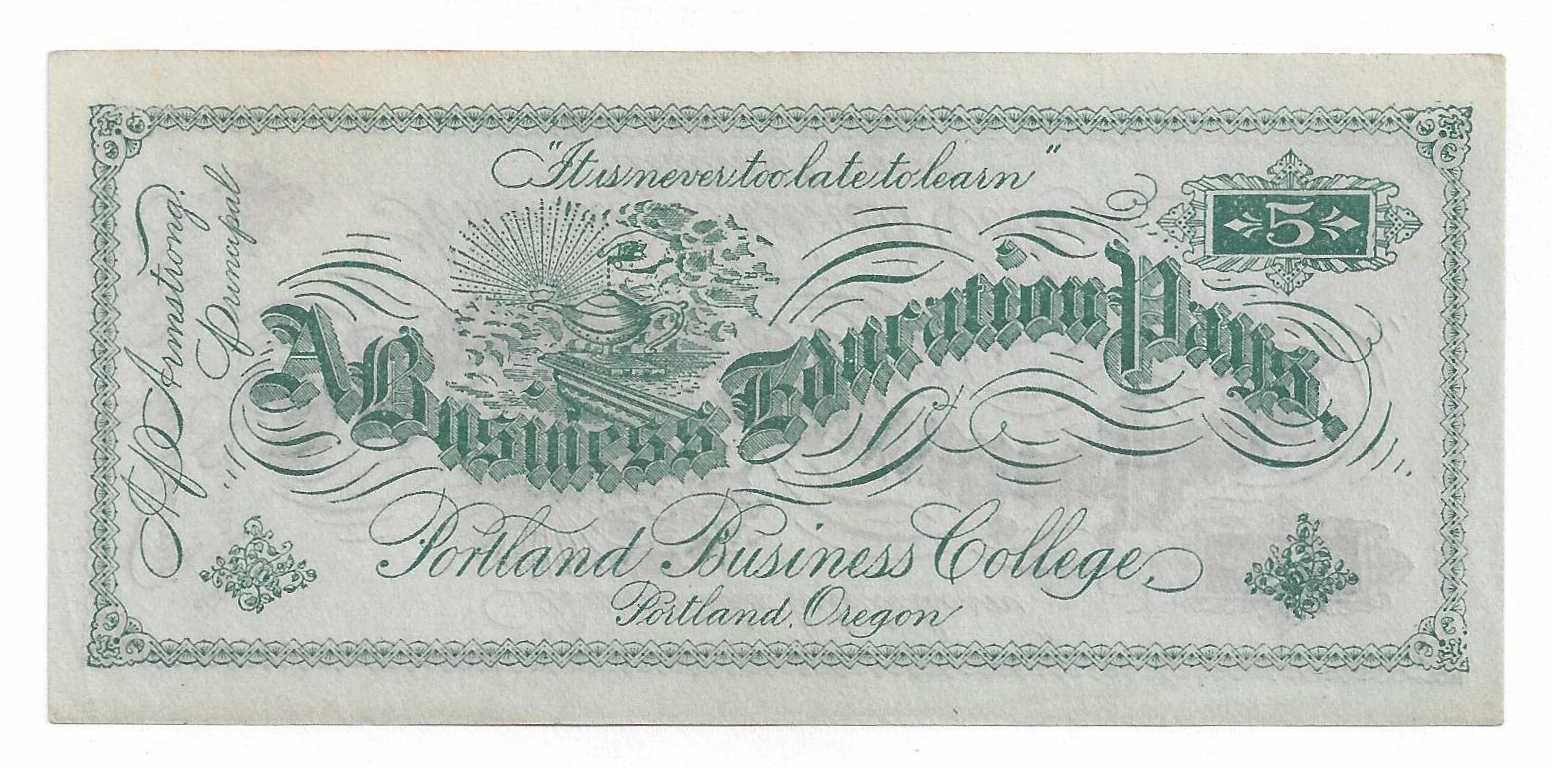 "It is never too late to learn"
5
A Business Education Pays.
Portland Business College,
Portland, Oregon
A.P. Armstrong.
Principal